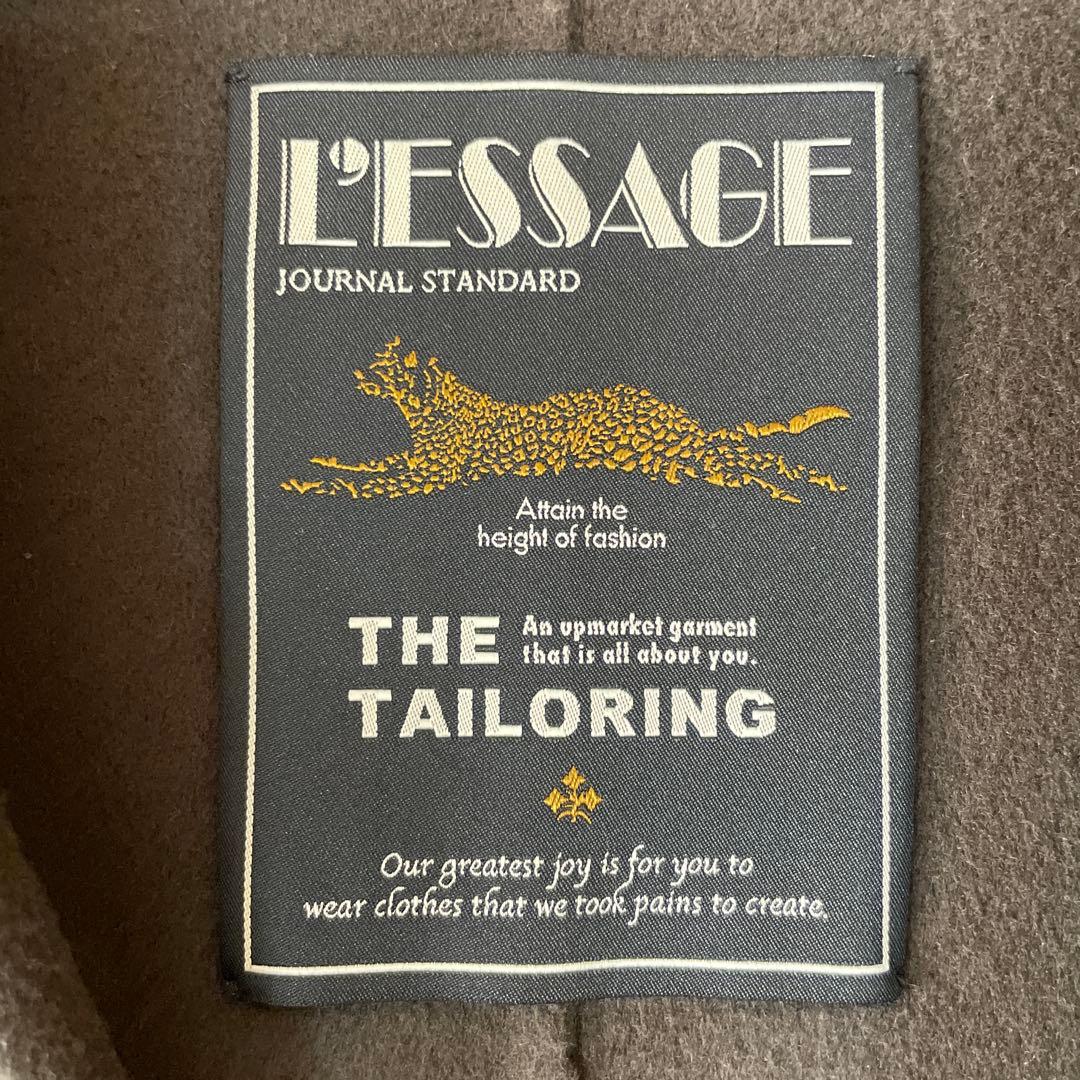 L'ESSAGE
JOURNAL STANDARD
Attain the
height of fashion
THE An upmarket garment
that is all about you.
TAILORING
Our greatest joy is for you to
wear clothes that we took pains to create.